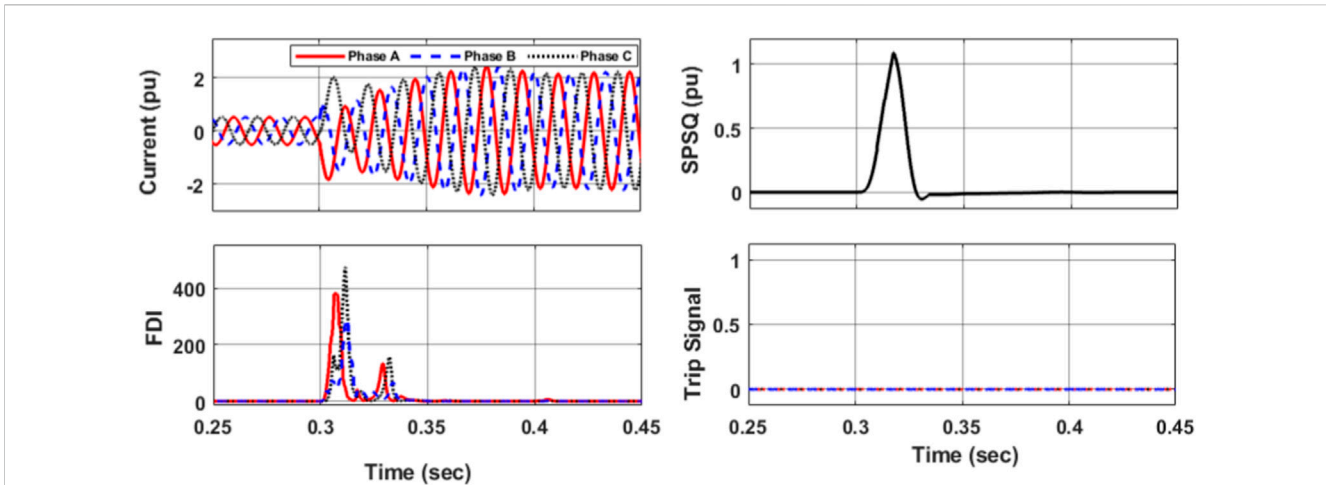 Phase A Phase B Phase C
Current (pu)
2
0
-2
SPSQ (pu)
1
0.5
0
FDI
400
200
0
0.25 0.3 0.35 0.4 0.45
Time (sec)
Trip Signal
1
0.5
0
0.25 0.3 0.35 0.4 0.45
Time (sec)